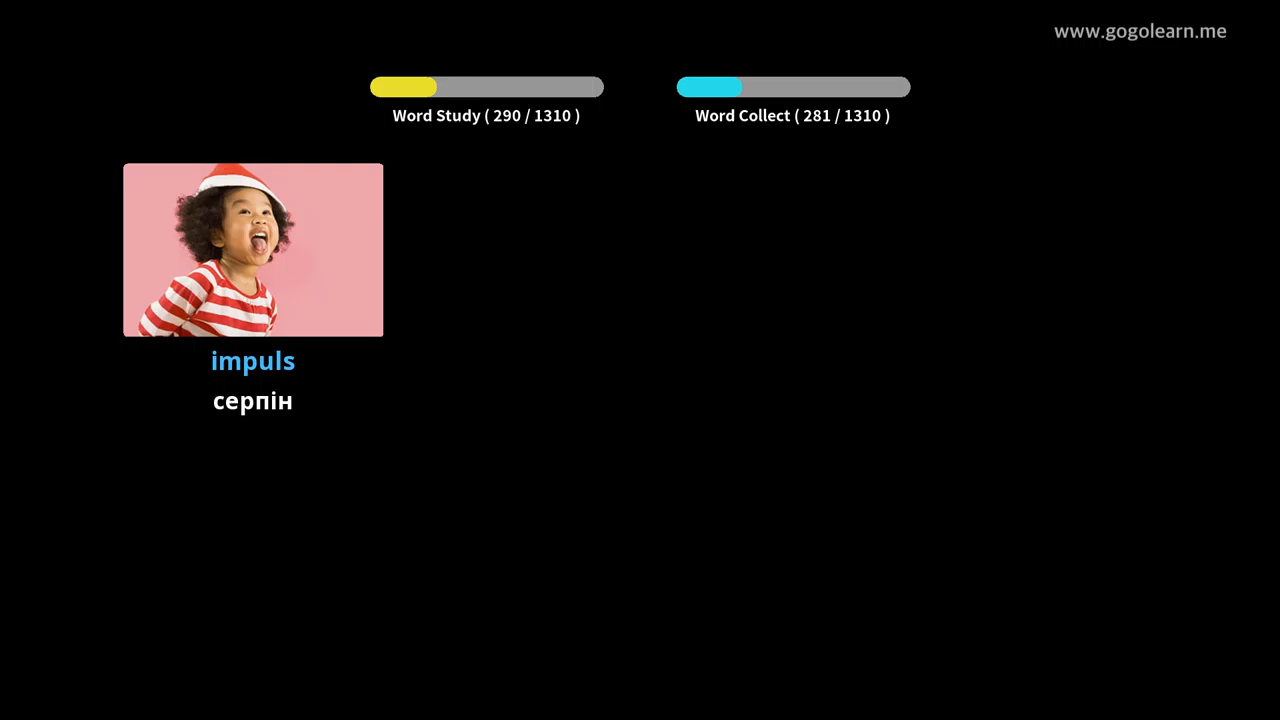 www.gogolearn.me
Word Study ( 290 / 1310 )
Word Collect ( 281 / 1310 )
impuls
серпін